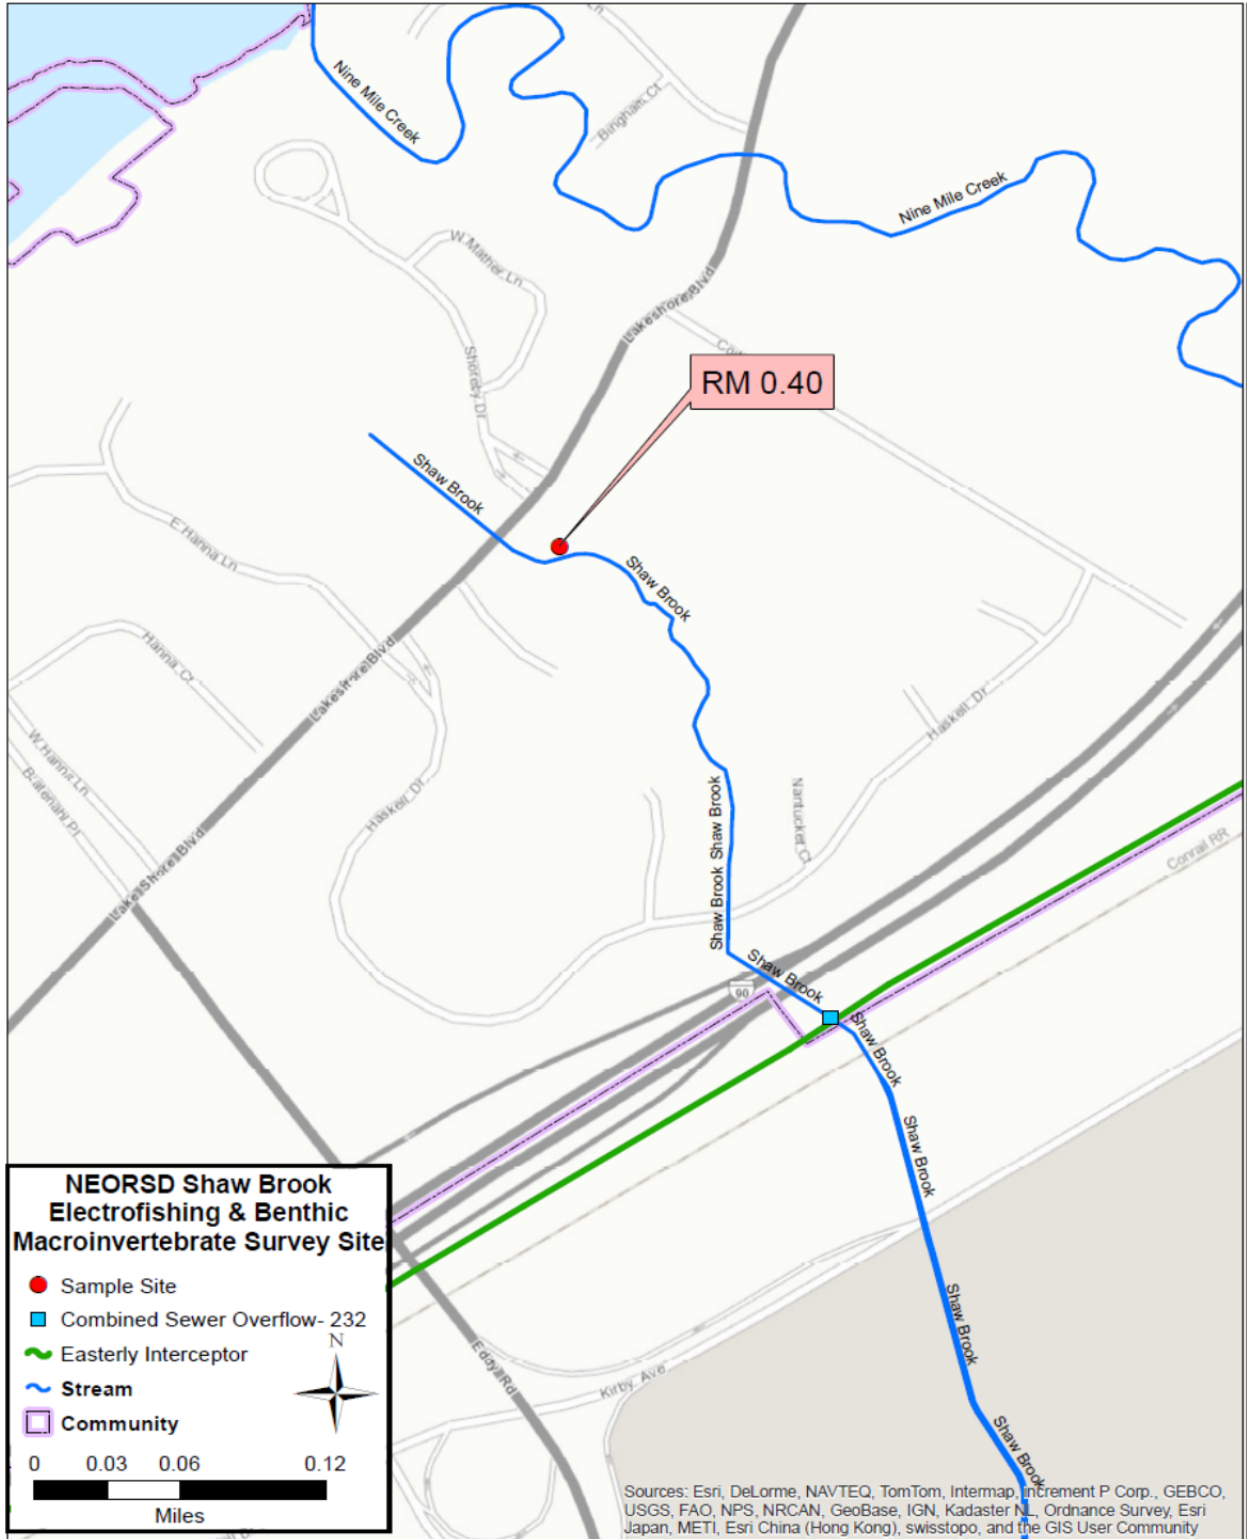 Ln
Nine Mile Creek
Bingham Ct
Nine Mile Creek
W Mather Ln
Lakeshore Blvd
Shoreby Dr
RM 0.40
Shaw Brook
E Hanna Ln
Shaw Brook
Hanna Ct
Lakeshore Blvd
Haskell Dr
W Hanna Ln
Bratenahl Pl
Shaw Brook
Nantucket Ct
Haskell Dr
Conrail RR
Lake Shore Blvd
Shaw Brook
Shaw Brook
90
Shaw Brook
Shaw Brook
Shaw Brook
Shaw Brook
Eddy Rd
Kirby Ave
NEORSD Shaw Brook
Electrofishing & Benthic
Macroinvertebrate Survey Site
Sample Site
Combined Sewer Overflow- 232
N
Easterly Interceptor
Stream
Community
0 0.03 0.06 0.12
Miles
Sources: Esri, DeLorme, NAVTEQ, TomTom, Intermap, increment P Corp., GEBCO,
USGS, FAO, NPS, NRCAN, GeoBase, IGN, Kadaster NL, Ordnance Survey, Esri
Japan, METI, Esri China (Hong Kong), swisstopo, and the GIS User Community